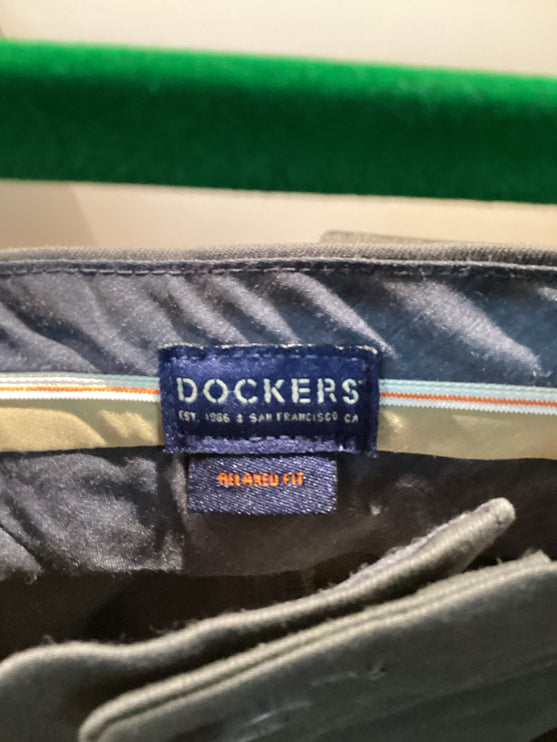 DOCKERS
EST. 1986 ⚓ SAN FRANCISCO CA
RELAXED FIT